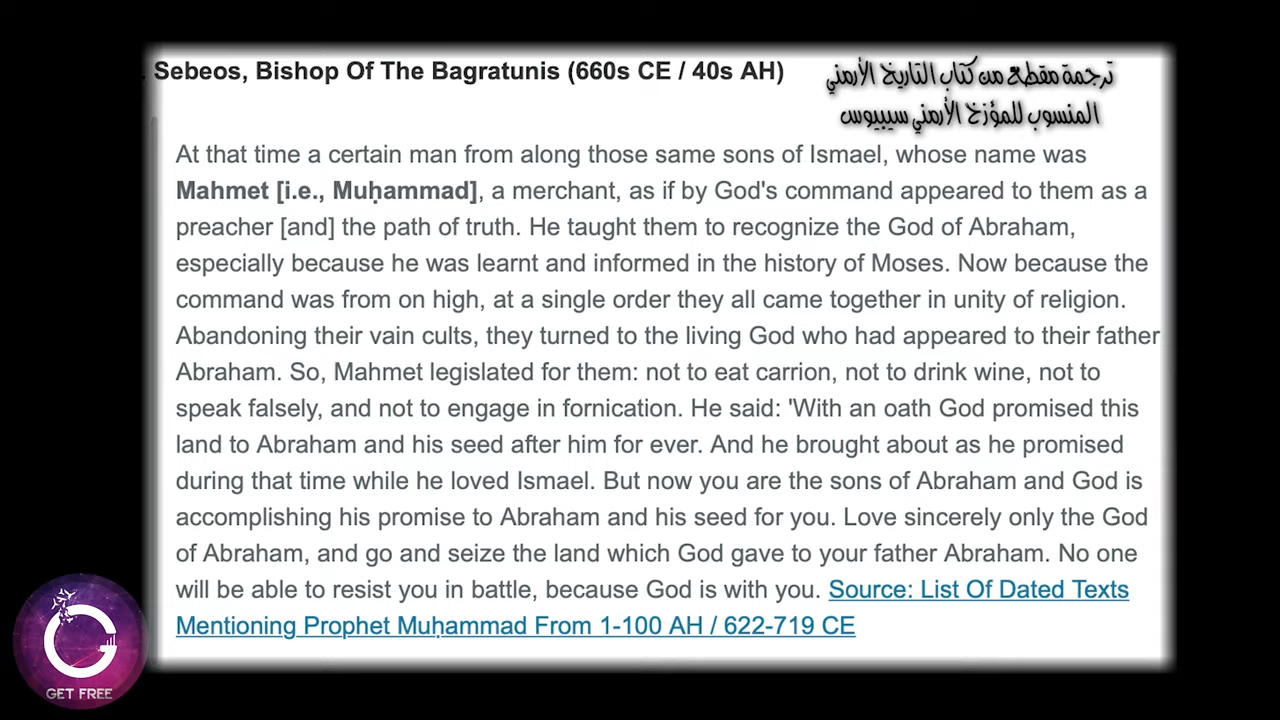 . Sebeos, Bishop Of The Bagratunis (660s CE / 40s AH)
ترجمة مقطع من كتاب التاريخ الأرمني
المنسوب للمؤرخ الأرمني سيبيوس
At that time a certain man from along those same sons of Ismael, whose name was
Mahmet [i.e., Muḥammad], a merchant, as if by God's command appeared to them as a
preacher [and] the path of truth. He taught them to recognize the God of Abraham,
especially because he was learnt and informed in the history of Moses. Now because the
command was from on high, at a single order they all came together in unity of religion.
Abandoning their vain cults, they turned to the living God who had appeared to their father
Abraham. So, Mahmet legislated for them: not to eat carrion, not to drink wine, not to
speak falsely, and not to engage in fornication. He said: 'With an oath God promised this
land to Abraham and his seed after him for ever. And he brought about as he promised
during that time while he loved Ismael. But now you are the sons of Abraham and God is
accomplishing his promise to Abraham and his seed for you. Love sincerely only the God
of Abraham, and go and seize the land which God gave to your father Abraham. No one
will be able to resist you in battle, because God is with you. Source: List Of Dated Texts
Mentioning Prophet Muḥammad From 1-100 AH / 622-719 CE
GET FREE